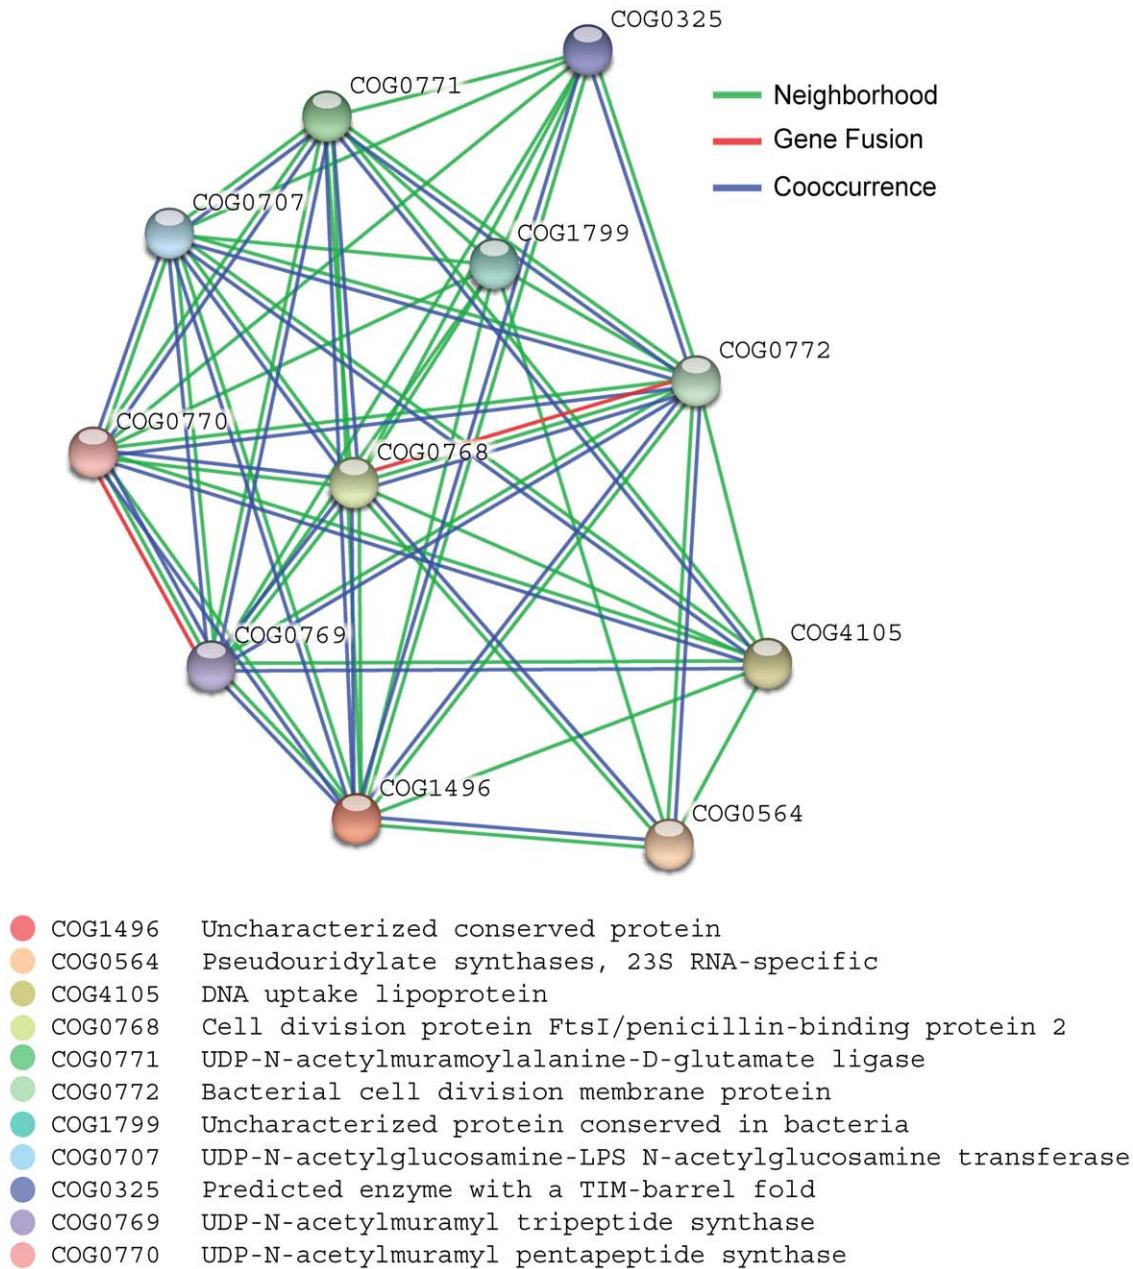 COG0325
COG0771
Neighborhood
Gene Fusion
Cooccurrence
COG0707
COG1799
COG0772
COG0770
COG0768
COG0769
COG4105
COG1496
COG0564
COG1496 Uncharacterized conserved protein
COG0564 Pseudouridylate synthases, 23S RNA-specific
COG4105 DNA uptake lipoprotein
COG0768 Cell division protein FtsI/penicillin-binding protein 2
COG0771 UDP-N-acetylmuramoylalanine-D-glutamate ligase
COG0772 Bacterial cell division membrane protein
COG1799 Uncharacterized protein conserved in bacteria
COG0707 UDP-N-acetylglucosamine-LPS N-acetylglucosamine transferase
COG0325 Predicted enzyme with a TIM-barrel fold
COG0769 UDP-N-acetylmuramyl tripeptide synthase
COG0770 UDP-N-acetylmuramyl pentapeptide synthase